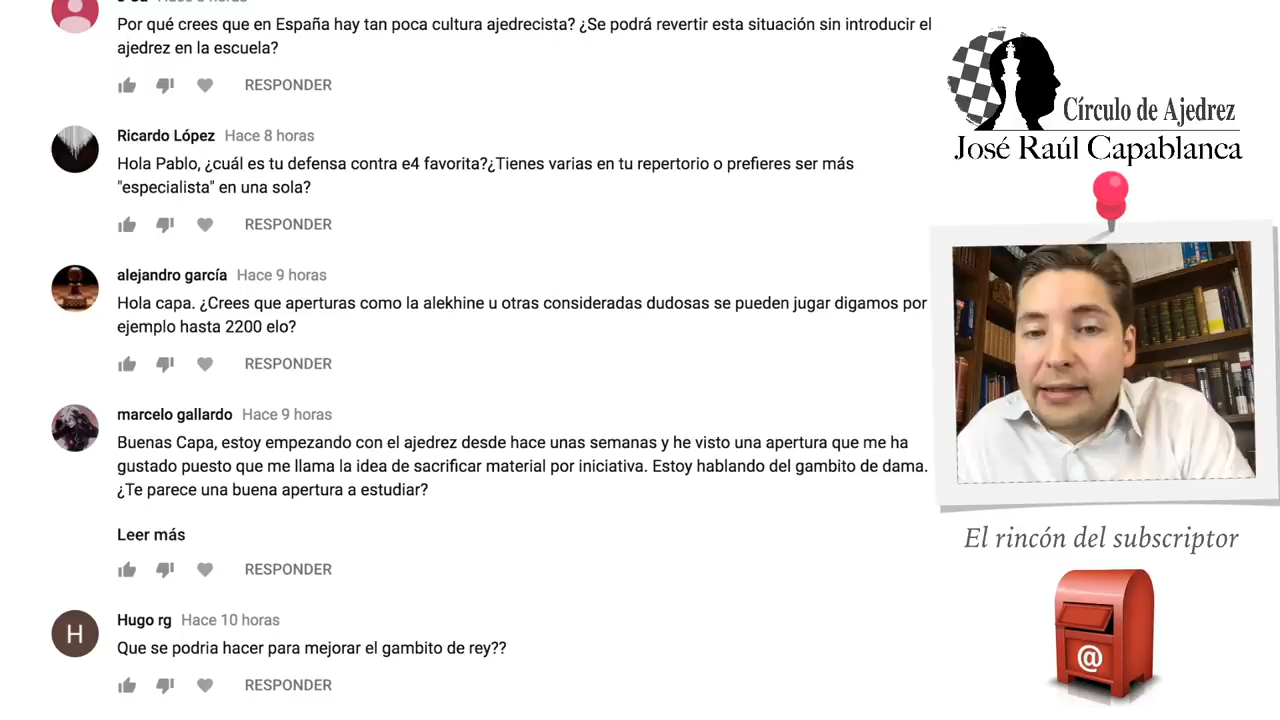 Por qué crees que en España hay tan poca cultura ajedrecista? ¿Se podrá revertir esta situación sin introducir el
ajedrez en la escuela?
RESPONDER
Ricardo López Hace 8 horas
Hola Pablo, ¿cuál es tu defensa contra e4 favorita?¿Tienes varias en tu repertorio o prefieres ser más
"especialista" en una sola?
RESPONDER
alejandro garcía Hace 9 horas
Hola capa. ¿Crees que aperturas como la alekhine u otras consideradas dudosas se pueden jugar digamos por
ejemplo hasta 2200 elo?
RESPONDER
marcelo gallardo Hace 9 horas
Buenas Capa, estoy empezando con el ajedrez desde hace unas semanas y he visto una apertura que me ha
gustado puesto que me llama la idea de sacrificar material por iniciativa. Estoy hablando del gambito de dama.
¿Te parece una buena apertura a estudiar?
Leer más
RESPONDER
H
Hugo rg Hace 10 horas
Que se podria hacer para mejorar el gambito de rey??
RESPONDER
Círculo de Ajedrez
José Raúl Capablanca
El rincón del subscriptor
@